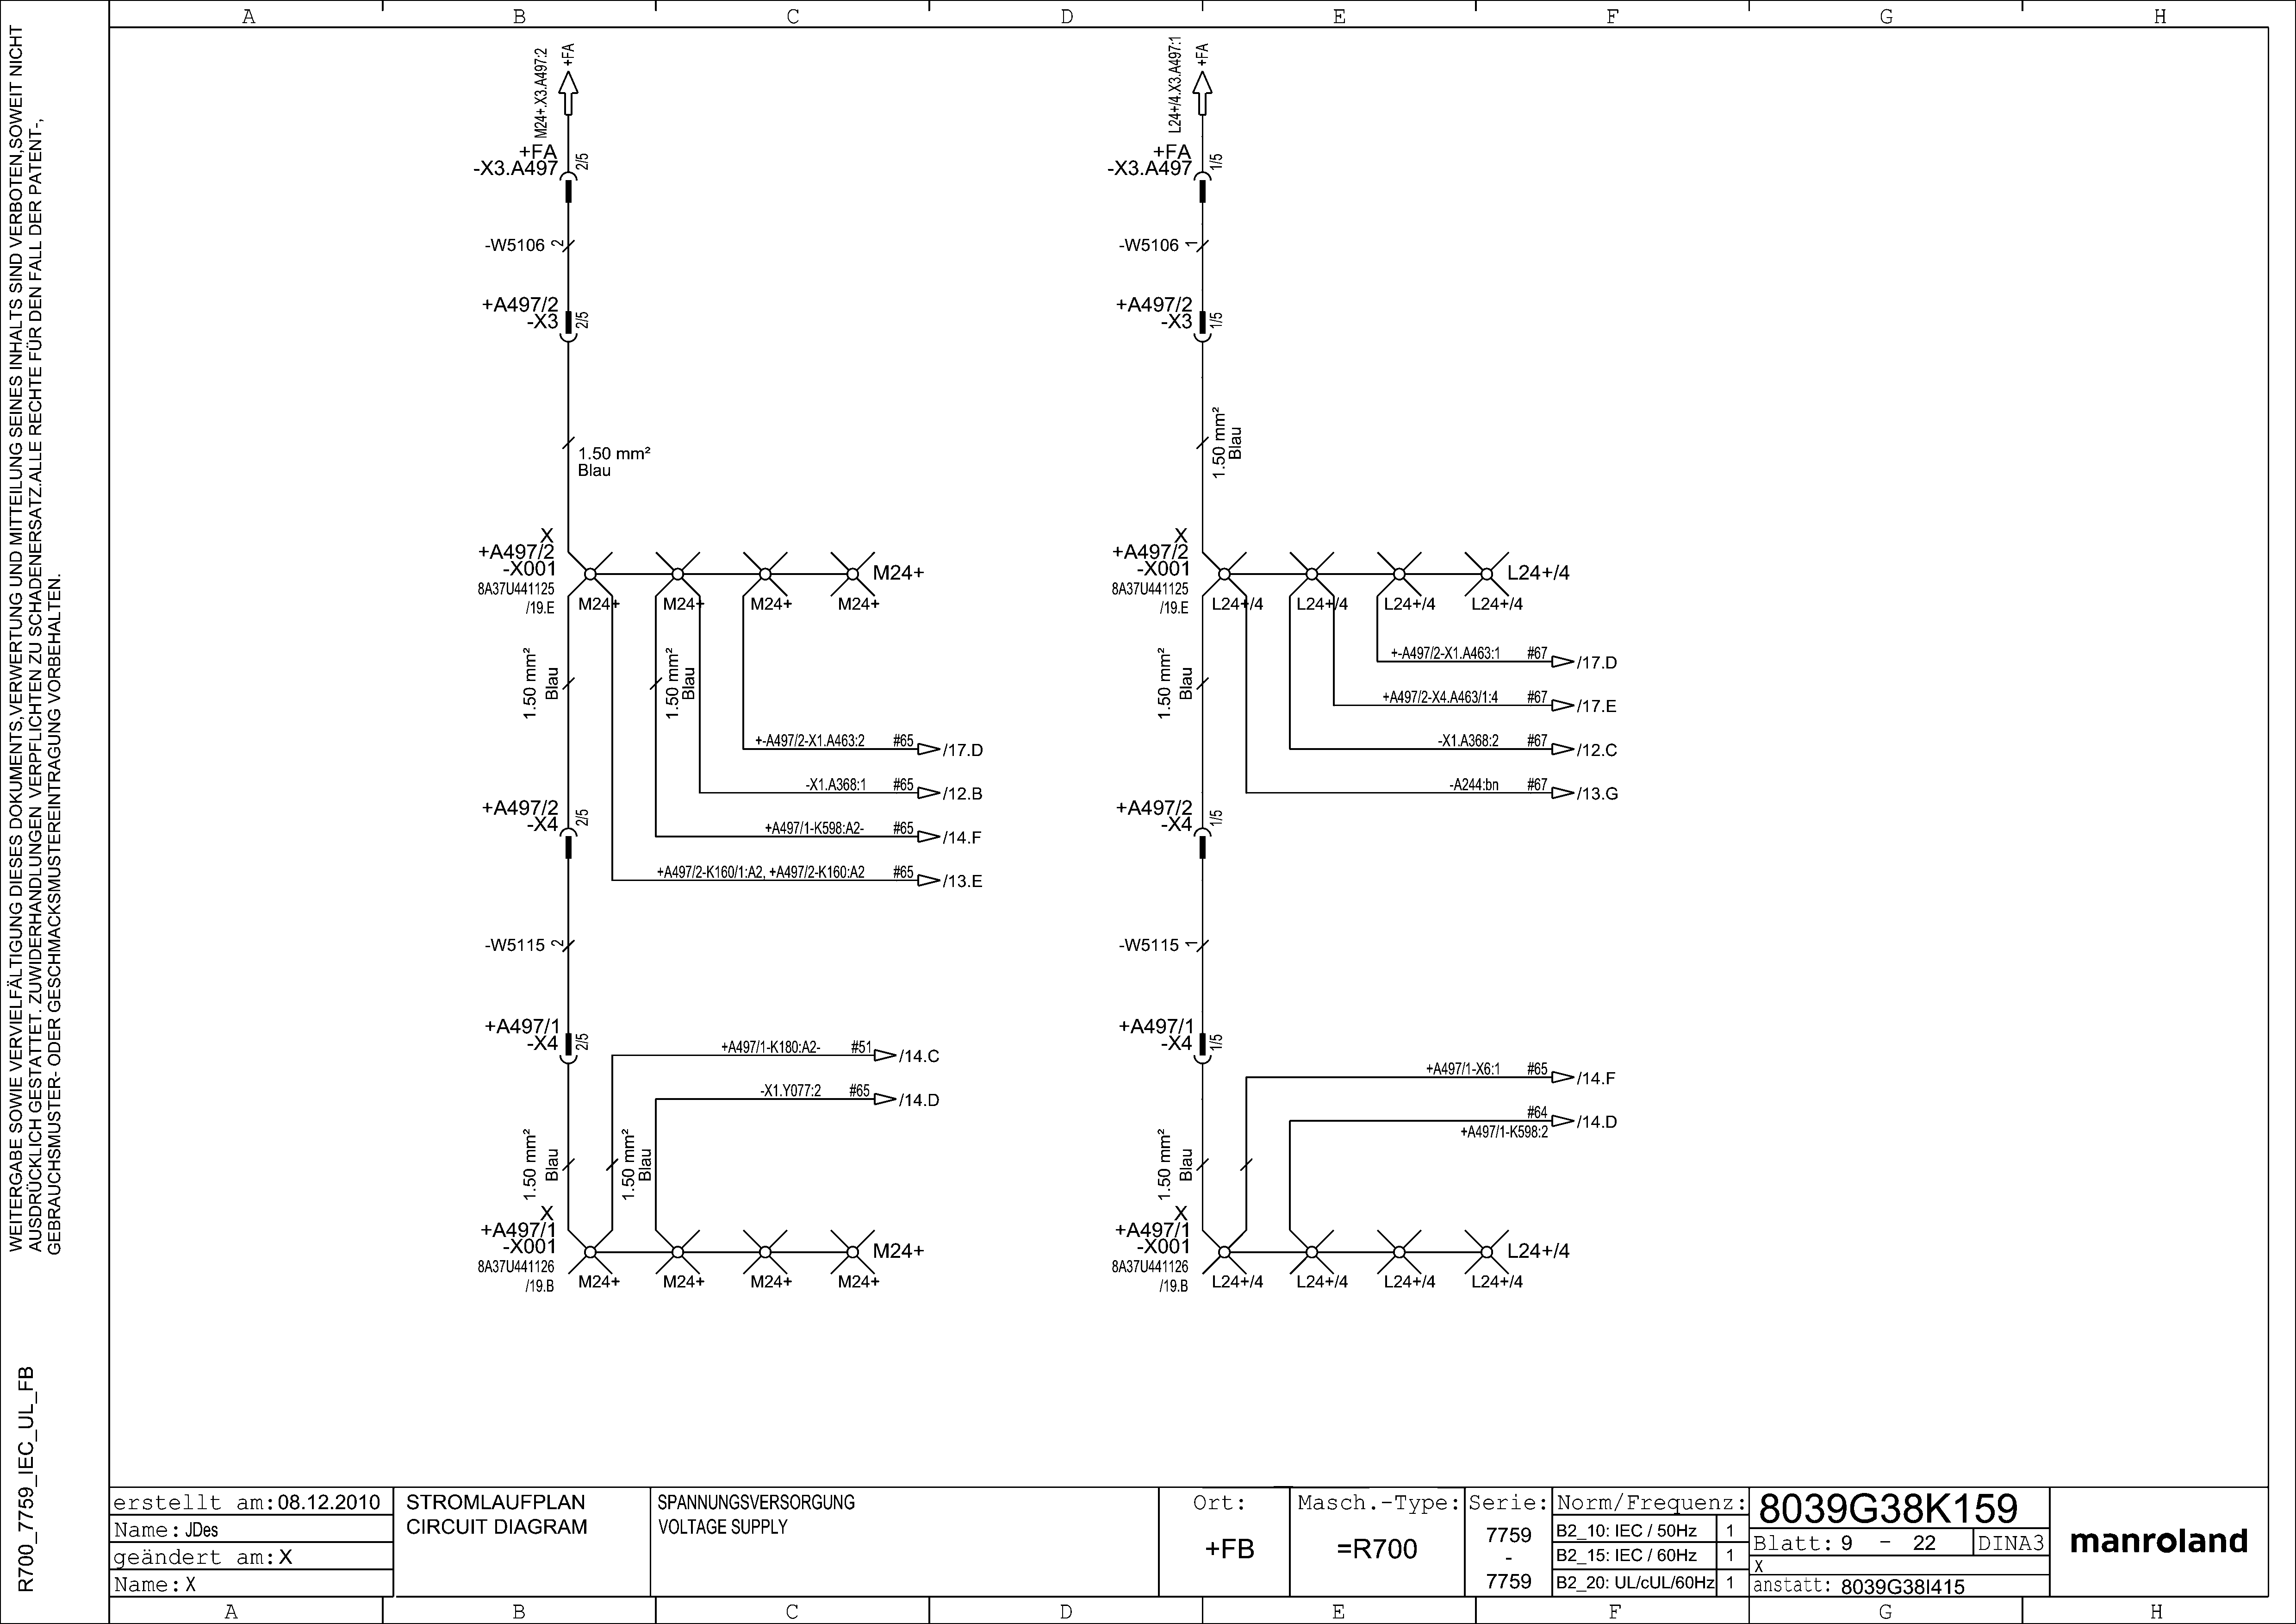 A B C D E F G H
WEITERGABE SOWIE VERVIELFÄLTIGUNG DIESES DOKUMENTS,VERWERTUNG UND MITTEILUNG SEINES INHALTS SIND VERBOTEN,SOWEIT NICHT
AUSDRÜCKLICH GESTATTET. ZUWIDERHANDLUNGEN VERPFLICHTEN ZU SCHADENERSATZ.ALLE RECHTE FÜR DEN FALL DER PATENT-,
GEBRAUCHSMUSTER- ODER GESCHMACKSMUSTEREINTRAGUNG VORBEHALTEN.
R700_7759_IEC_UL_FB
M24+.X3.A497:2
+FA
+FA
-X3.A497
2/5
-W5106 2
+A497/2
-X3
2/5
1.50 mm²
Blau
X
+A497/2
-X001
8A37U441125
/19.E
M24+ M24+ M24+ M24+
M24+
1.50 mm²
Blau
1.50 mm²
Blau
+-A497/2-X1.A463:2 #65 /17.D
-X1.A368:1 #65 /12.B
+A497/1-K598:A2- #65 /14.F
+A497/2-K160/1:A2, +A497/2-K160:A2 #65 /13.E
+A497/2
-X4
2/5
-W5115 2
+A497/1
-X4
2/5
+A497/1-K180:A2- #51 /14.C
-X1.Y077:2 #65 /14.D
1.50 mm²
Blau
1.50 mm²
Blau
X
+A497/1
-X001
8A37U441126
/19.B
M24+ M24+ M24+ M24+
M24+
L24+/4.X3.A497:1
+FA
+FA
-X3.A497
1/5
-W5106 1
+A497/2
-X3
1/5
1.50 mm²
Blau
X
+A497/2
-X001
8A37U441125
/19.E
L24+/4 L24+/4 L24+/4 L24+/4
L24+/4
1.50 mm²
Blau
+-A497/2-X1.A463:1 #67 /17.D
+A497/2-X4.A463/1:4 #67 /17.E
-X1.A368:2 #67 /12.C
-A244:bn #67 /13.G
+A497/2
-X4
1/5
-W5115 1
+A497/1
-X4
1/5
+A497/1-X6:1 #65 /14.F
#64 /14.D
+A497/1-K598:2
1.50 mm²
Blau
X
+A497/1
-X001
8A37U441126
/19.B
L24+/4 L24+/4 L24+/4 L24+/4
L24+/4
erstellt am: 08.12.2010
Name: JDes
geändert am: X
Name: X
STROMLAUFPLAN
CIRCUIT DIAGRAM
SPANNUNGSVERSORGUNG
VOLTAGE SUPPLY
Ort:
+FB
Masch.-Type:
=R700
Serie:
7759
-
7759
Norm/Frequenz:
B2_10: IEC / 50Hz 1
B2_15: IEC / 60Hz 1
B2_20: UL/cUL/60Hz 1
8039G38K159
Blatt: 9 - 22 DINA3
X
anstatt: 8039G38I415
manroland
A B C D E F G H